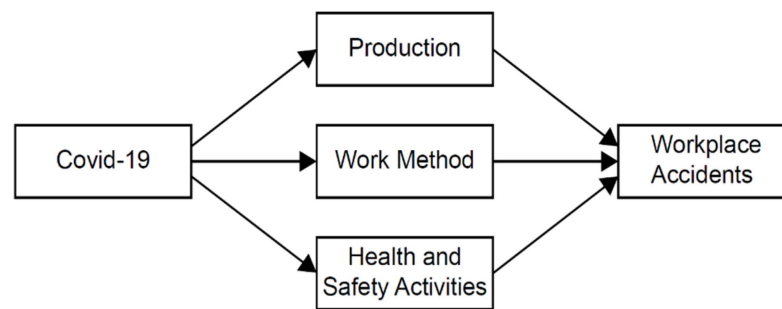 Production
Covid-19
Work Method
Workplace
Accidents
Health and
Safety Activities